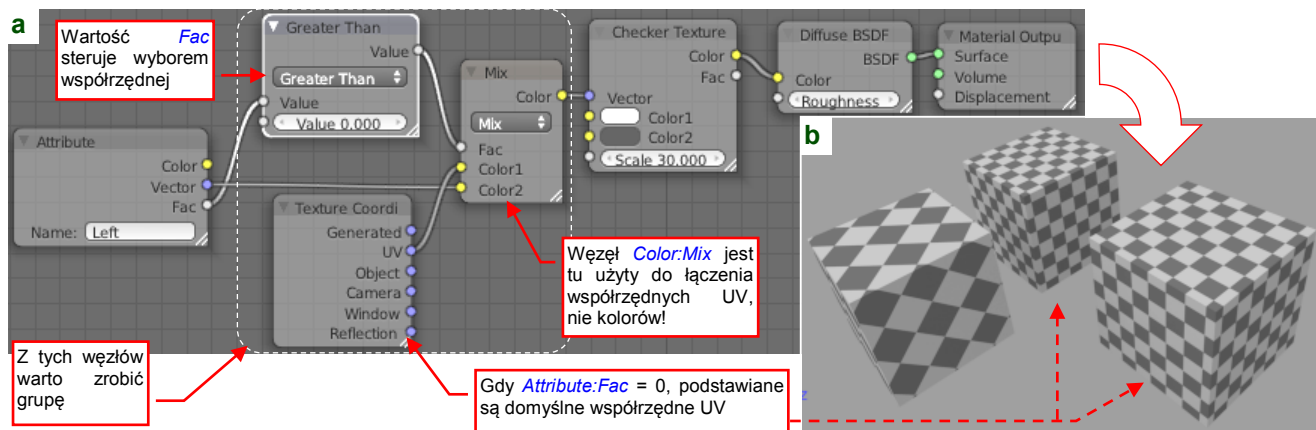 a
Wartość Fac
steruje wyborem
współrzędnej
Greater Than
Value
Greater Than
Value
Value 0.000
Attribute
Color
Vector
Fac
Name: Left
Mix
Color
Mix
Fac
Color1
Color2
Texture Coordi
Generated
UV
Object
Camera
Window
Reflection
Checker Texture
Color
Fac
Vector
Color1
Color2
Scale 30.000
Diffuse BSDF
BSDF
Color
Roughness
Material Outpu
Surface
Volume
Displacement
Węzeł Color:Mix jest
tu użyty do łączenia
współrzędnych UV,
nie kolorów!
Z tych węzłów
warto zrobić
grupę
Gdy Attribute:Fac = 0, podstawiane
są domyślne współrzędne UV
b
z